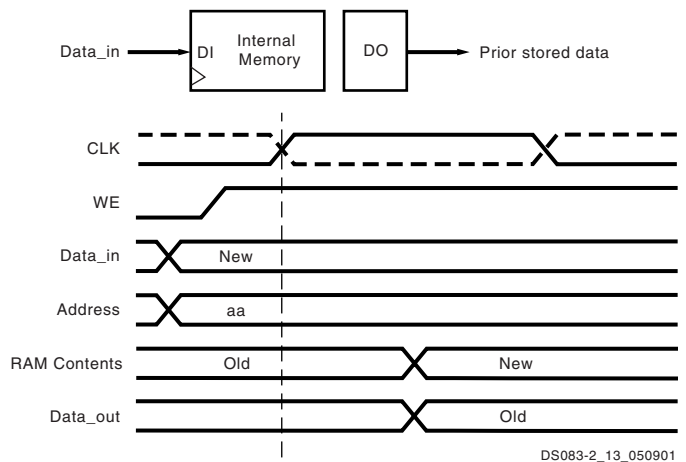 Data_in
DI
Internal
Memory
DO
Prior stored data
CLK
WE
Data_in
New
Address
aa
RAM Contents
Old
New
Data_out
Old
DS083-2_13_050901